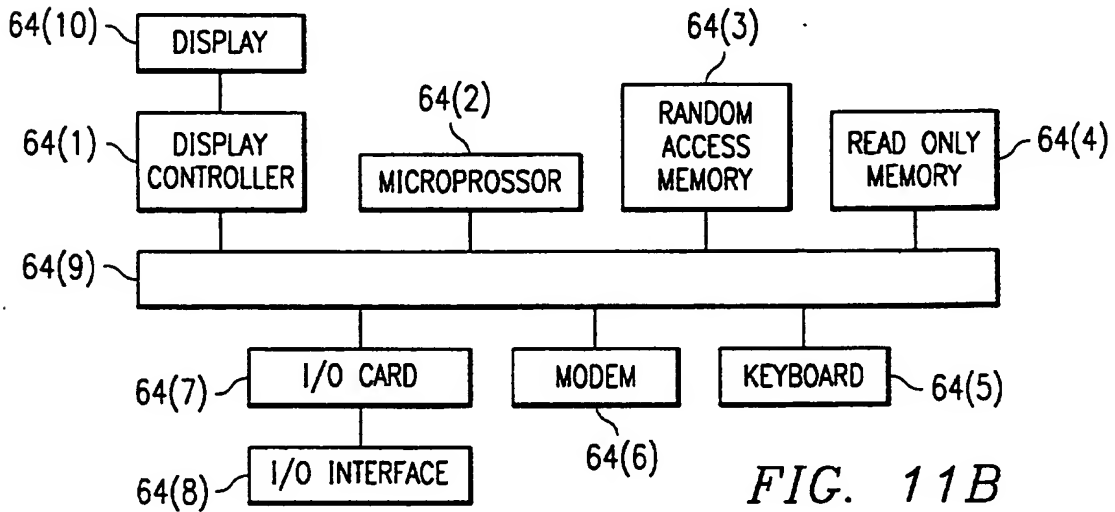 64(10)
DISPLAY
64(3)
64(1)
DISPLAY
CONTROLLER
64(2)
MICROPROSSOR
RANDOM
ACCESS
MEMORY
READ ONLY
MEMORY
64(4)
64(9)
64(7)
I/O CARD
MODEM
KEYBOARD
64(5)
64(6)
64(8)
I/O INTERFACE
FIG. 11B